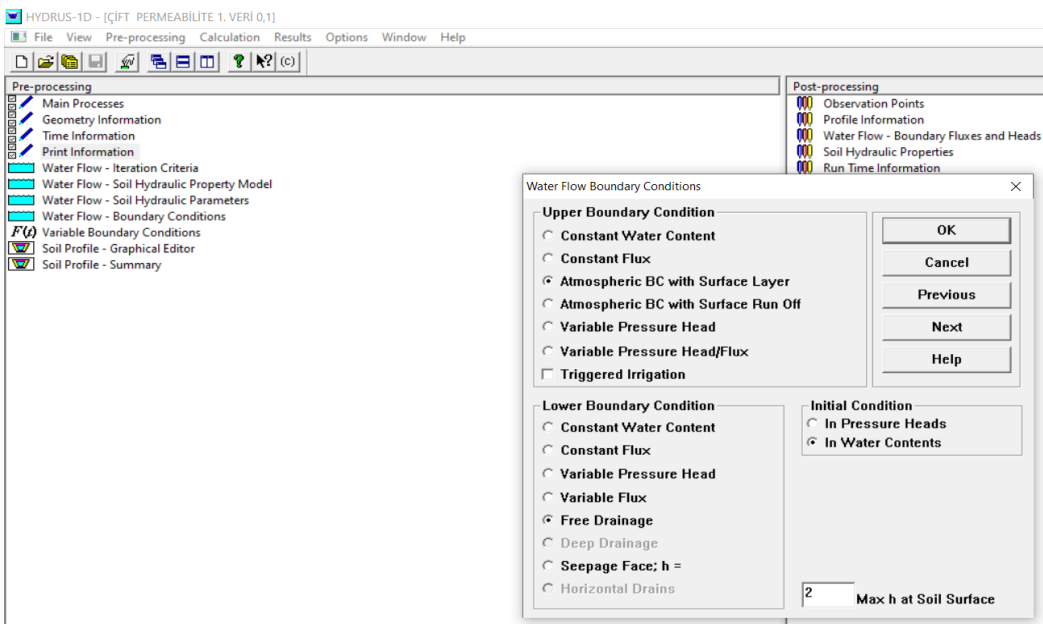 HYDRUS-1D - [ÇİFT PERMEABİLİTE 1. VERİ 0,1]
File View Pre-processing Calculation Results Options Window Help
Pre-processing
Main Processes
Geometry Information
Time Information
Print Information
Water Flow - Iteration Criteria
Water Flow - Soil Hydraulic Property Model
Water Flow - Soil Hydraulic Parameters
Water Flow - Boundary Conditions
F(t) Variable Boundary Conditions
Soil Profile - Graphical Editor
Soil Profile - Summary
Post-processing
Observation Points
Profile Information
Water Flow - Boundary Fluxes and Heads
Soil Hydraulic Properties
Run Time Information
Water Flow Boundary Conditions
Upper Boundary Condition
Constant Water Content
Constant Flux
Atmospheric BC with Surface Layer
Atmospheric BC with Surface Run Off
Variable Pressure Head
Variable Pressure Head/Flux
Triggered Irrigation
OK
Cancel
Previous
Next
Help
Lower Boundary Condition
Constant Water Content
Constant Flux
Variable Pressure Head
Variable Flux
Free Drainage
Deep Drainage
Seepage Face; h =
Horizontal Drains
Initial Condition
In Pressure Heads
In Water Contents
2 Max h at Soil Surface